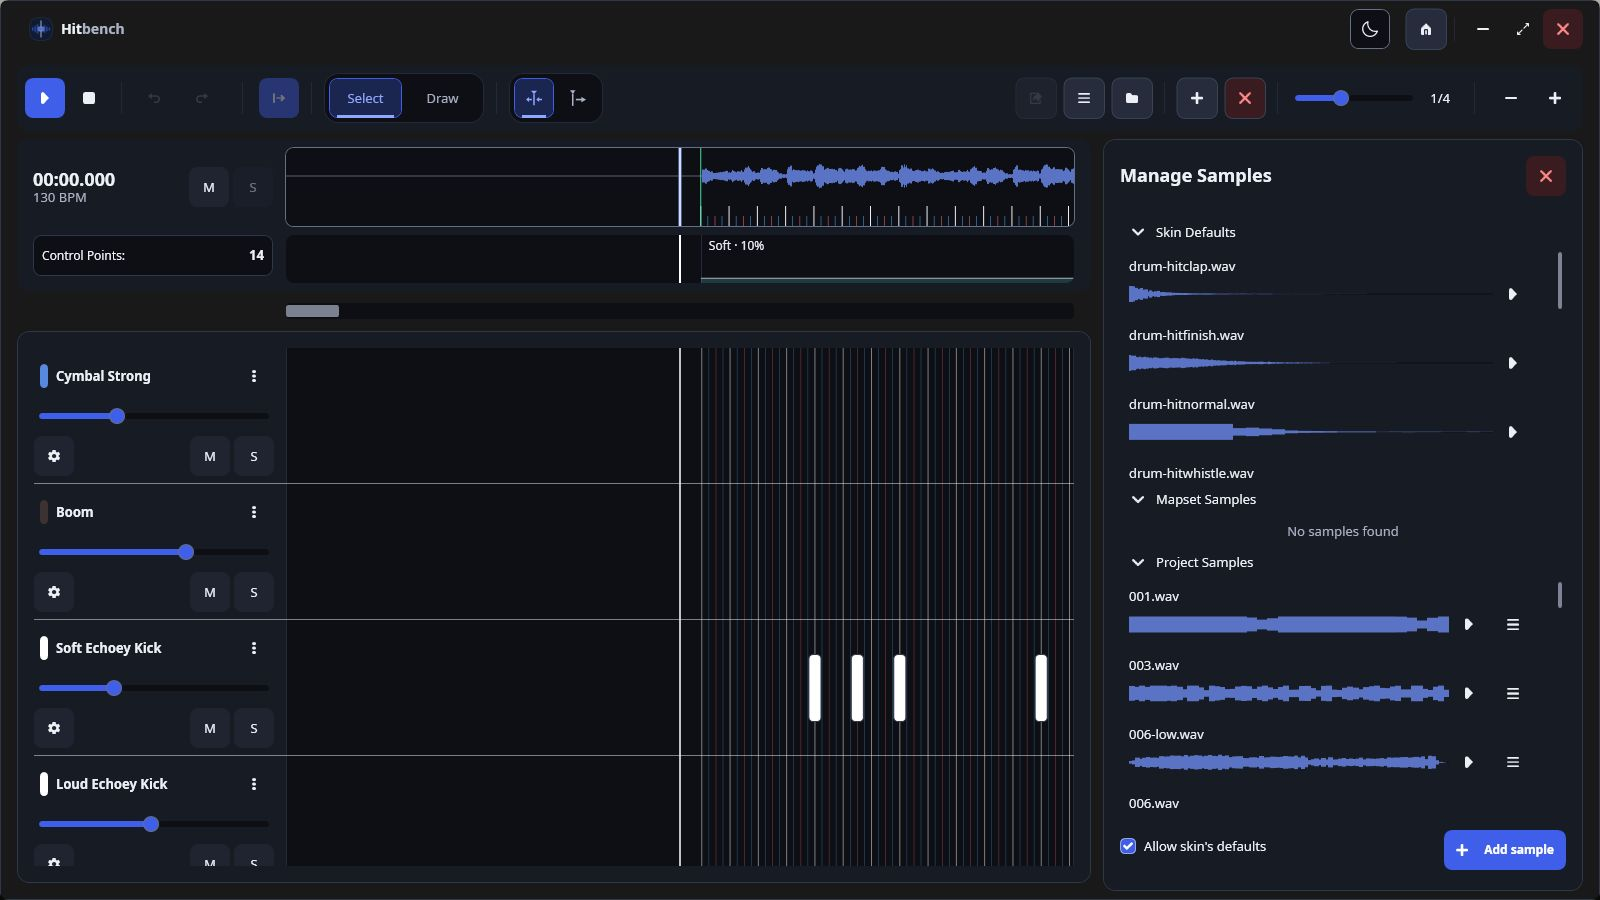 Hitbench
Select
Draw
1/4
00:00.000
130 BPM
M
S
Control Points:
14
Soft · 10%
Cymbal Strong
M
S
Boom
M
S
Soft Echoey Kick
M
S
Loud Echoey Kick
M
S
Manage Samples
Skin Defaults
drum-hitclap.wav
drum-hitfinish.wav
drum-hitnormal.wav
drum-hitwhistle.wav
Mapset Samples
No samples found
Project Samples
001.wav
003.wav
006-low.wav
006.wav
Allow skin's defaults
Add sample